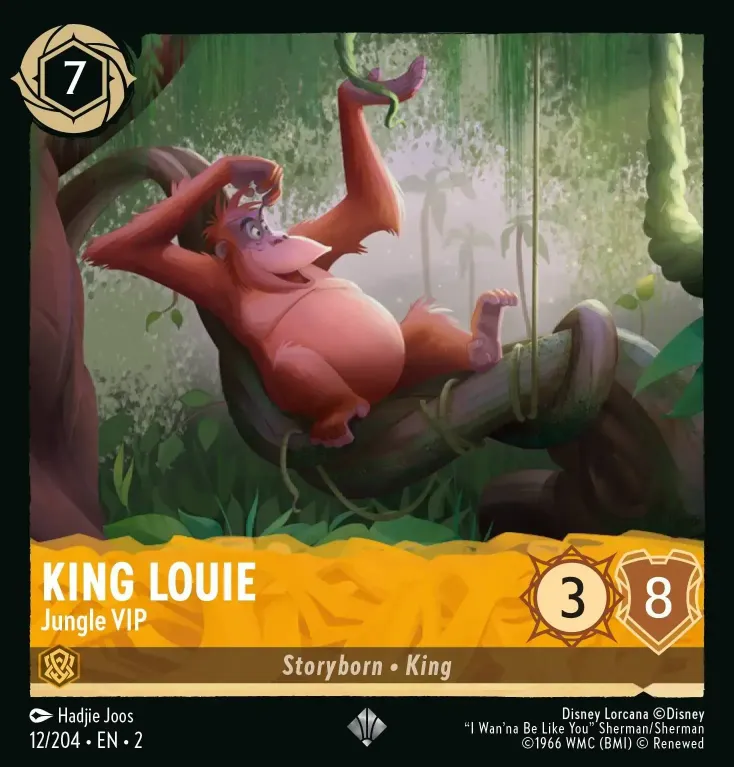 7
KING LOUIE
Jungle VIP
3
8
Storyborn • King
Hadjie Joos
12/204 • EN • 2
Disney Lorcana ©Disney
"I Wan'na Be Like You" Sherman/Sherman
©1966 WMC (BMI) © Renewed